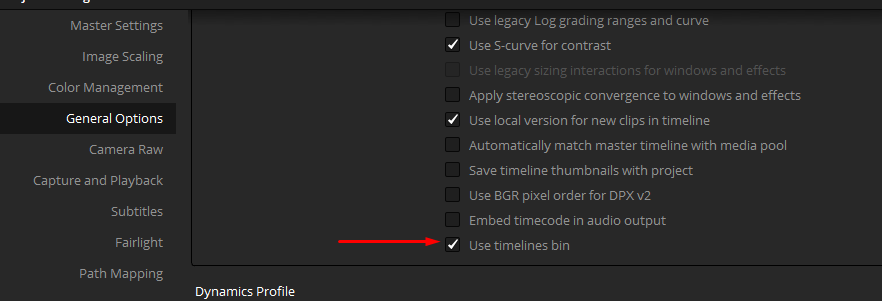 Master Settings
Image Scaling
Color Management
General Options
Camera Raw
Capture and Playback
Subtitles
Fairlight
Path Mapping
Use legacy Log grading ranges and curve
Use S-curve for contrast
Use legacy sizing interactions for windows and effects
Apply stereoscopic convergence to windows and effects
Use local version for new clips in timeline
Automatically match master timeline with media pool
Save timeline thumbnails with project
Use BGR pixel order for DPX v2
Embed timecode in audio output
Use timelines bin
Dynamics Profile